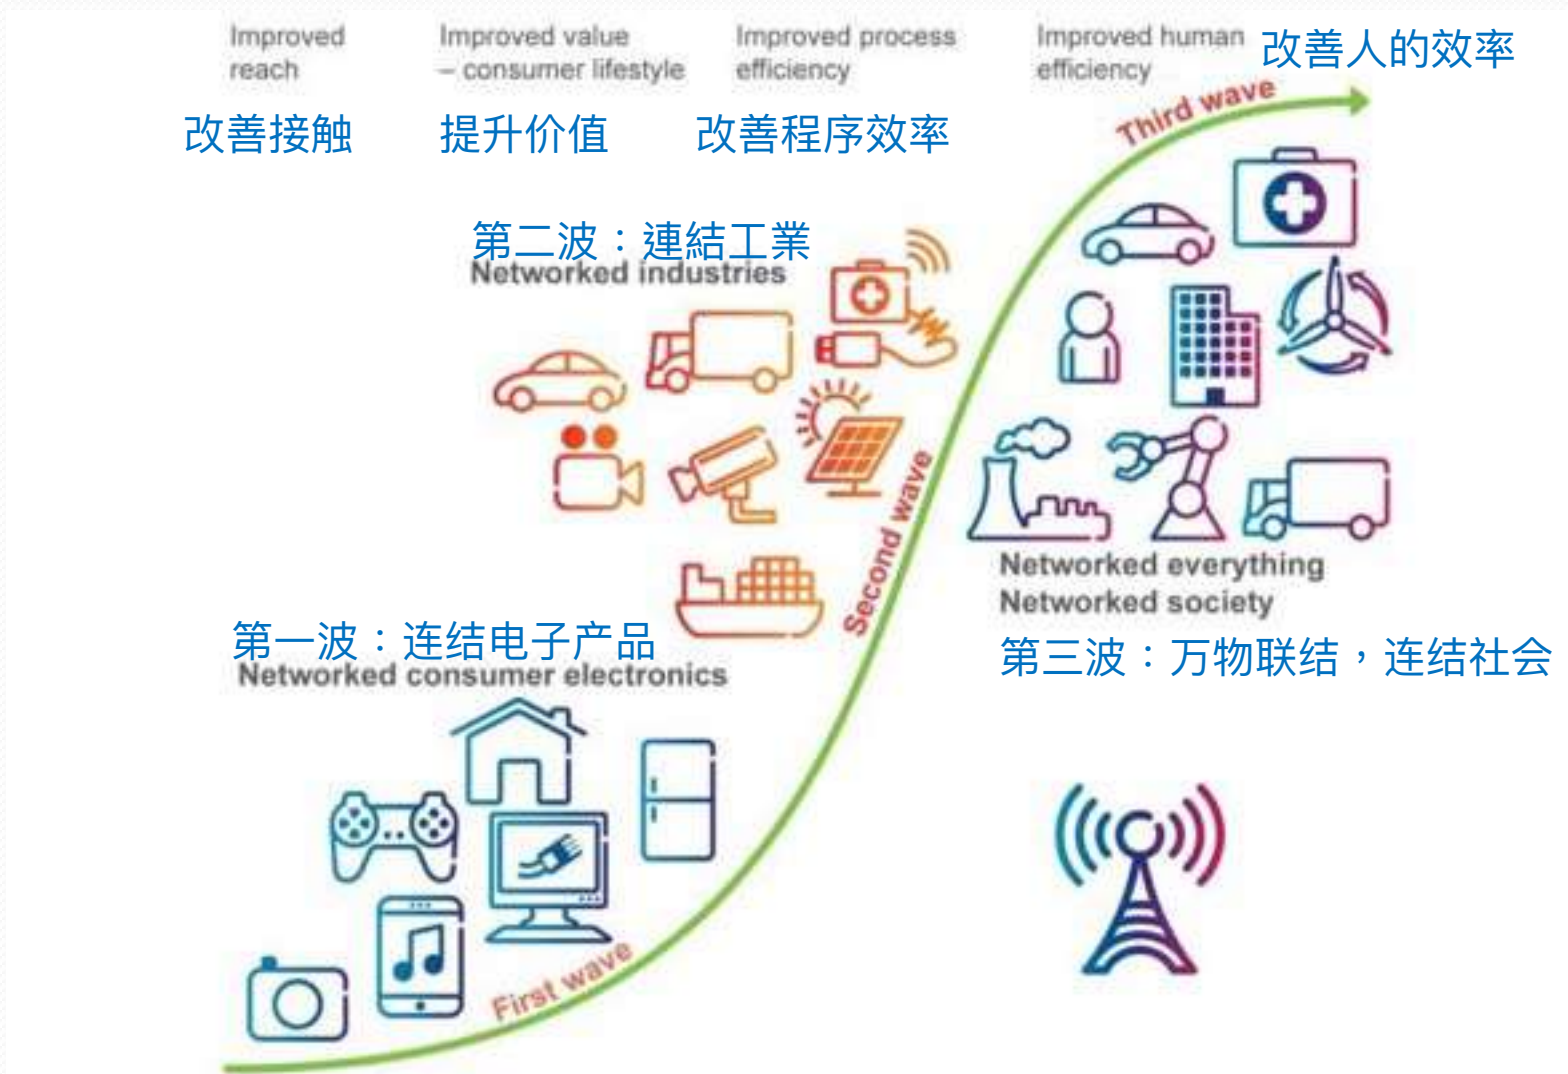 Improved
reach
Improved value
– consumer lifestyle
Improved process
efficiency
Improved human
efficiency
改善人的效率
改善接触
提升价值
改善程序效率
Third wave
第二波：連結工業
Networked industries
Second wave
Networked everything
Networked society
第三波：万物联结，连结社会
第一波：连结电子产品
Networked consumer electronics
First wave